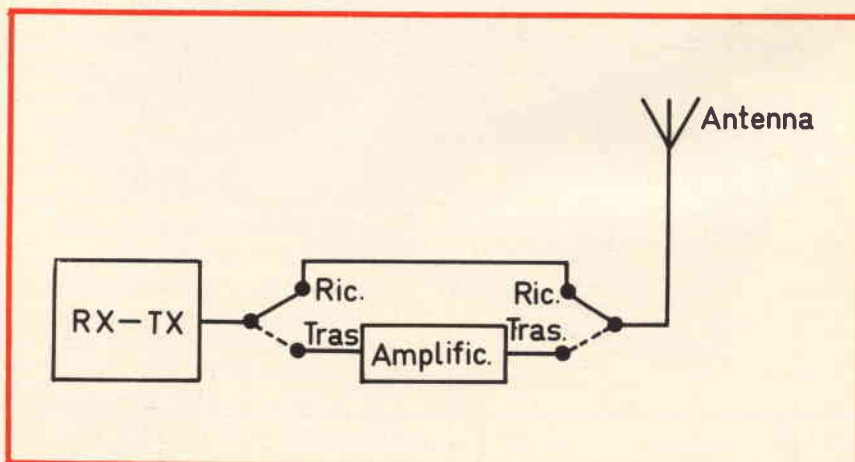 Antenna
Ric.
Ric.
RX-TX
Tras
Amplific.
Tras.